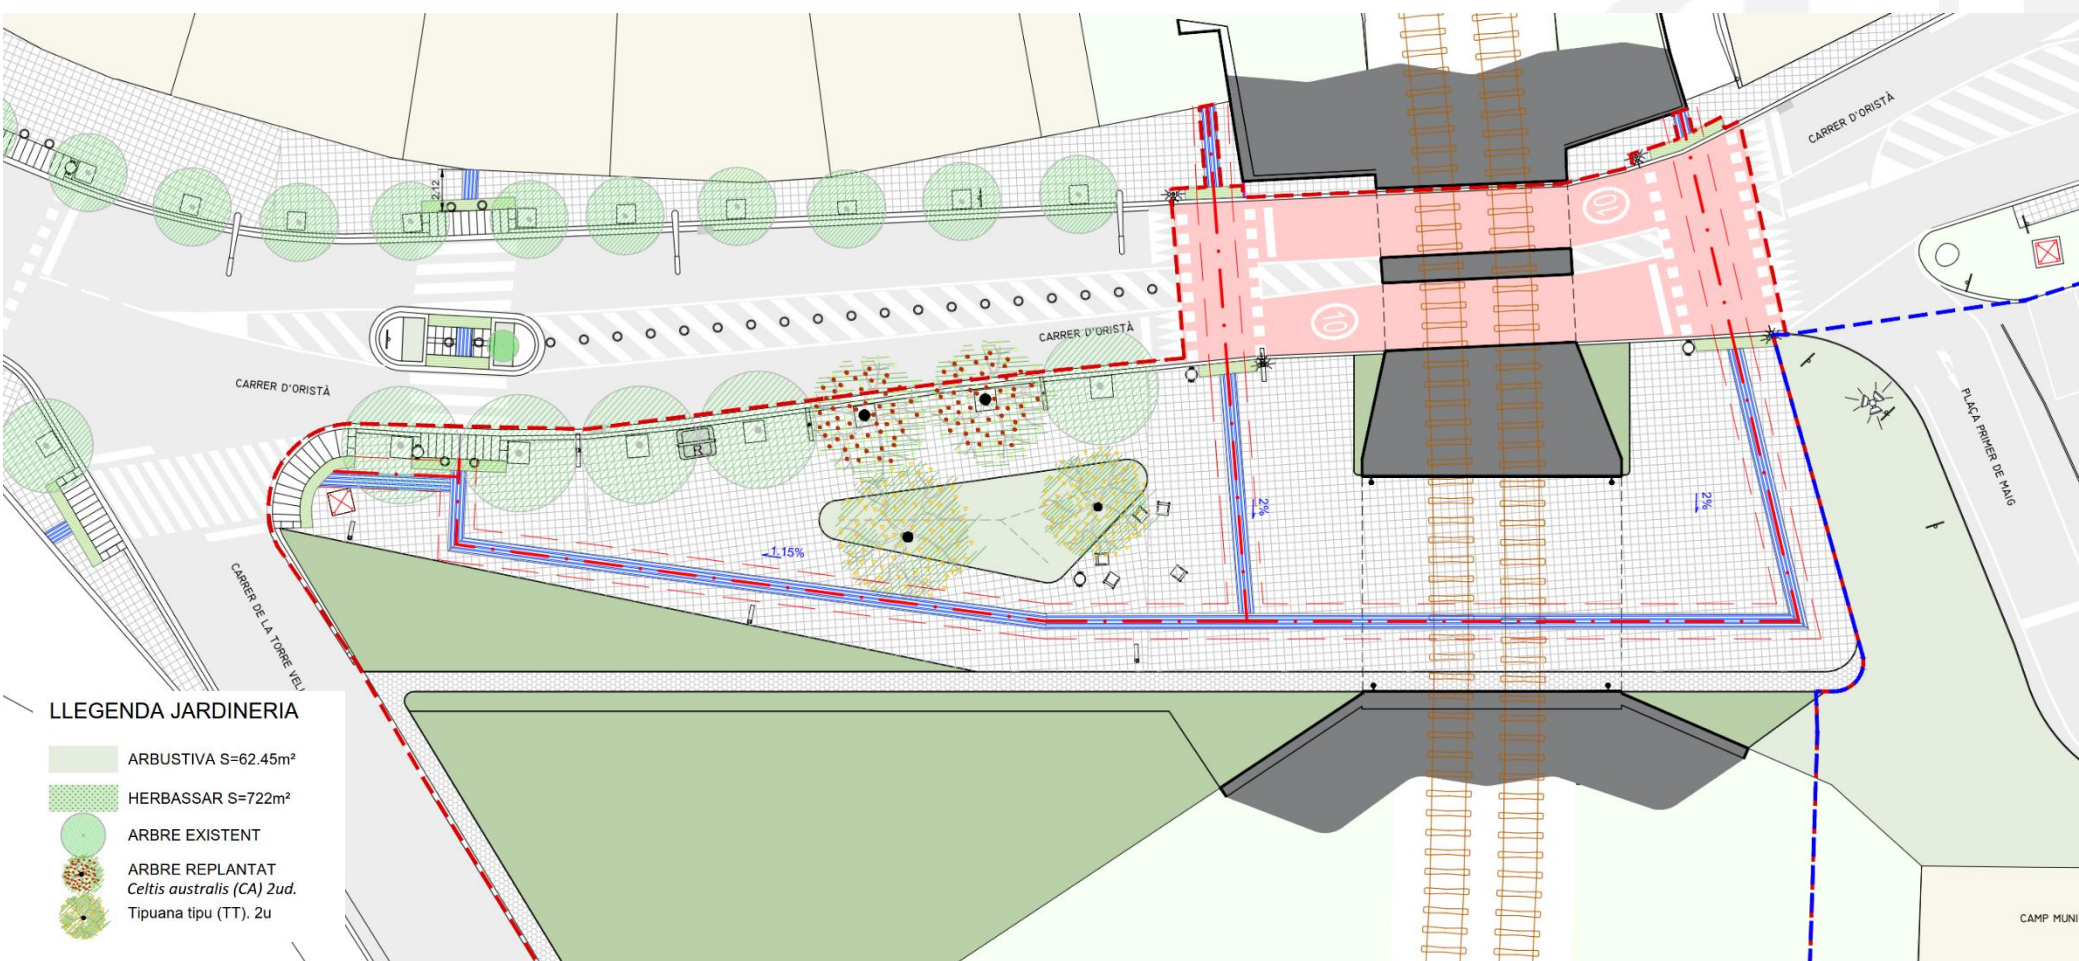 CARRER D'ORISTÀ
2.12
10
10
CARRER D'ORISTÀ
CARRER D'ORISTÀ
R
PLAÇA PRIMER DE MAIG
2%
2%
1.15%
CARRER DE LA TORRE VEL
LLEGENDA JARDINERIA
ARBUSTIVA S=62.45m²
HERBASSAR S=722m²
ARBRE EXISTENT
ARBRE REPLANTAT
Celtis australis (CA) 2ud.
Tipuana tipu (TT). 2u
CAMP MUNI